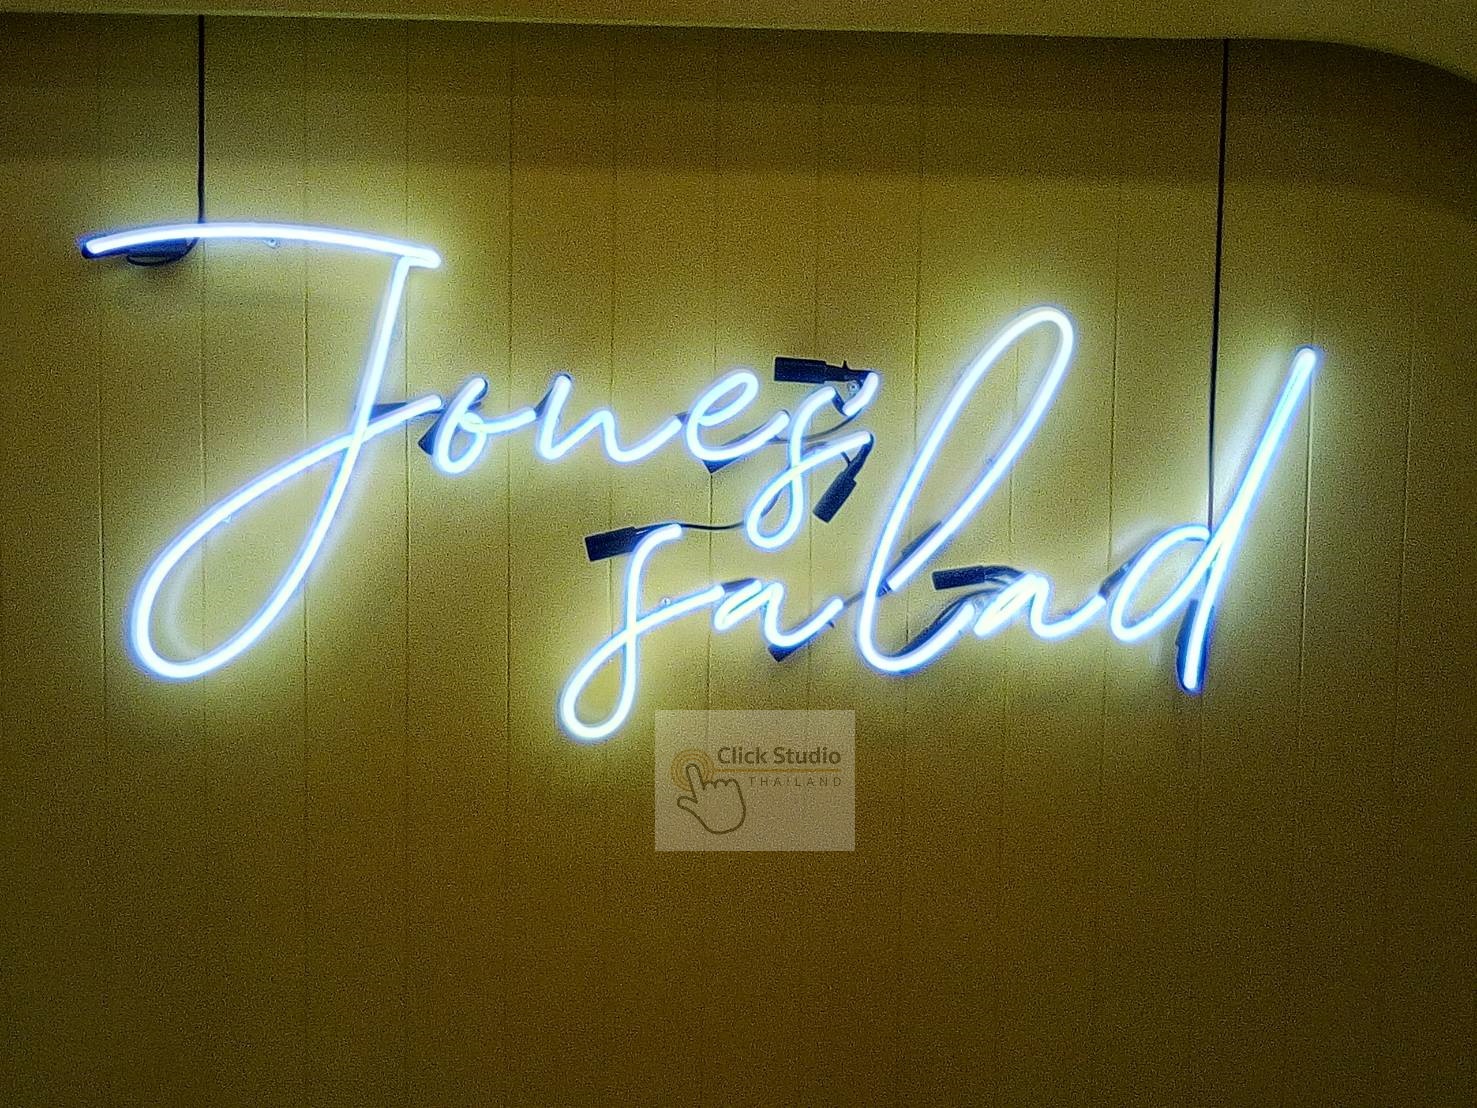 Jones'
salad
Click Studio
THAILAND